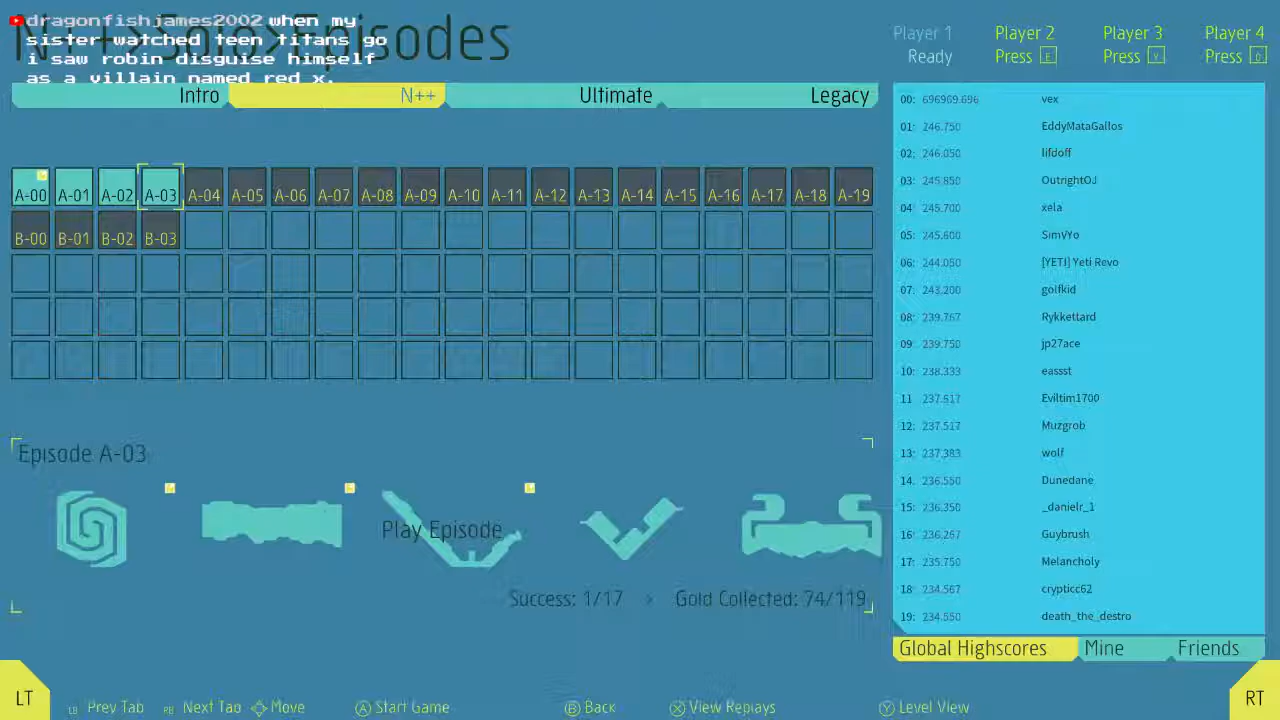 dragonfishjames2002 when my
sister watched teen titans go
i saw robin disguise himself
as a villain named red x.
N++>Solo>Episodes
Player 1
Ready
Player 2
Press E
Player 3
Press Y
Player 4
Press O
Intro
N++
Ultimate
Legacy
A-00 A-01 A-02 A-03 A-04 A-05 A-06 A-07 A-08 A-09 A-10 A-11 A-12 A-13 A-14 A-15 A-16 A-17 A-18 A-19
B-00 B-01 B-02 B-03
Episode A-03
Play Episode
Success: 1/17 > Gold Collected: 74/119
00: 696969.696 vex
01: 246.750 EddyMataGallos
02: 246.050 lifdoff
03: 245.850 OutrightOJ
04: 245.700 xela
05: 245.600 SimVYo
06: 244.050 [YETI] Yeti Revo
07: 243.200 golfkid
08: 239.767 Rykkettard
09: 239.750 jp27ace
10: 238.333 eassst
11 237.517 Eviltim1700
12: 237.517 Muzgrob
13: 237.383 wolf
14: 236.550 Dunedane
15: 236.350 _danielr_1
16: 236.267 Guybrush
17: 235.750 Melancholy
18: 234.567 crypticc62
19: 234.550 death_the_destro
Global Highscores
Mine
Friends
LT
LB Prev Tab RB Next Tab Move A Start Game B Back X View Replays Y Level View
RT